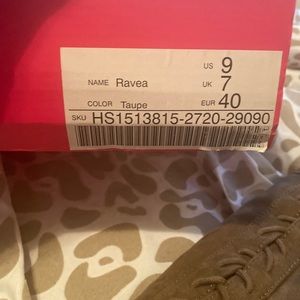 US 9
NAME Ravea UK 7
COLOR Taupe EUR 40
SKU HS1513815-2720-29090